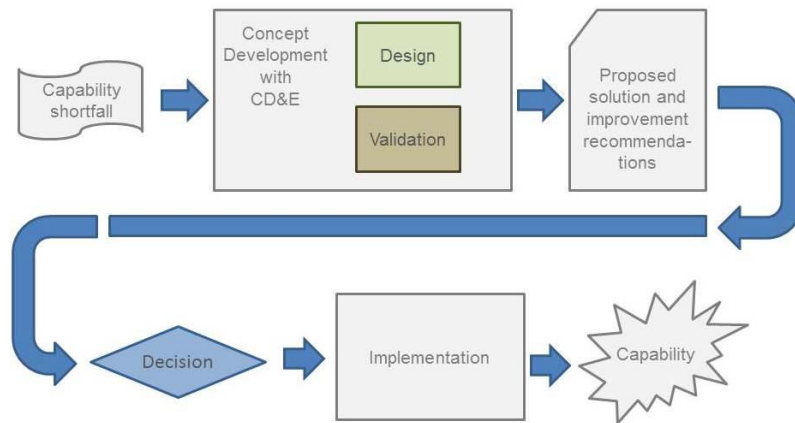 Capability
shortfall
Concept
Development
with
CD&E
Design
Validation
Proposed
solution and
improvement
recommenda-
tions
Decision
Implementation
Capability